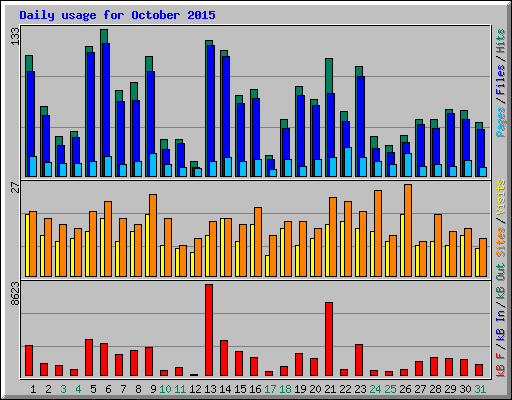 Daily usage for October 2015
133
Pages / Files / Hits
27
Sites / Visits
8623
kB F / kB In / kB Out
1 2 3 4 5 6 7 8 9 10 11 12 13 14 15 16 17 18 19 20 21 22 23 24 25 26 27 28 29 30 31